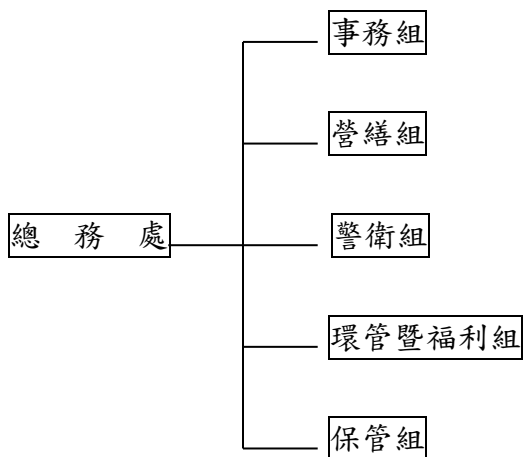 事務組
營繕組
總 務 處
警衛組
環管暨福利組
保管組